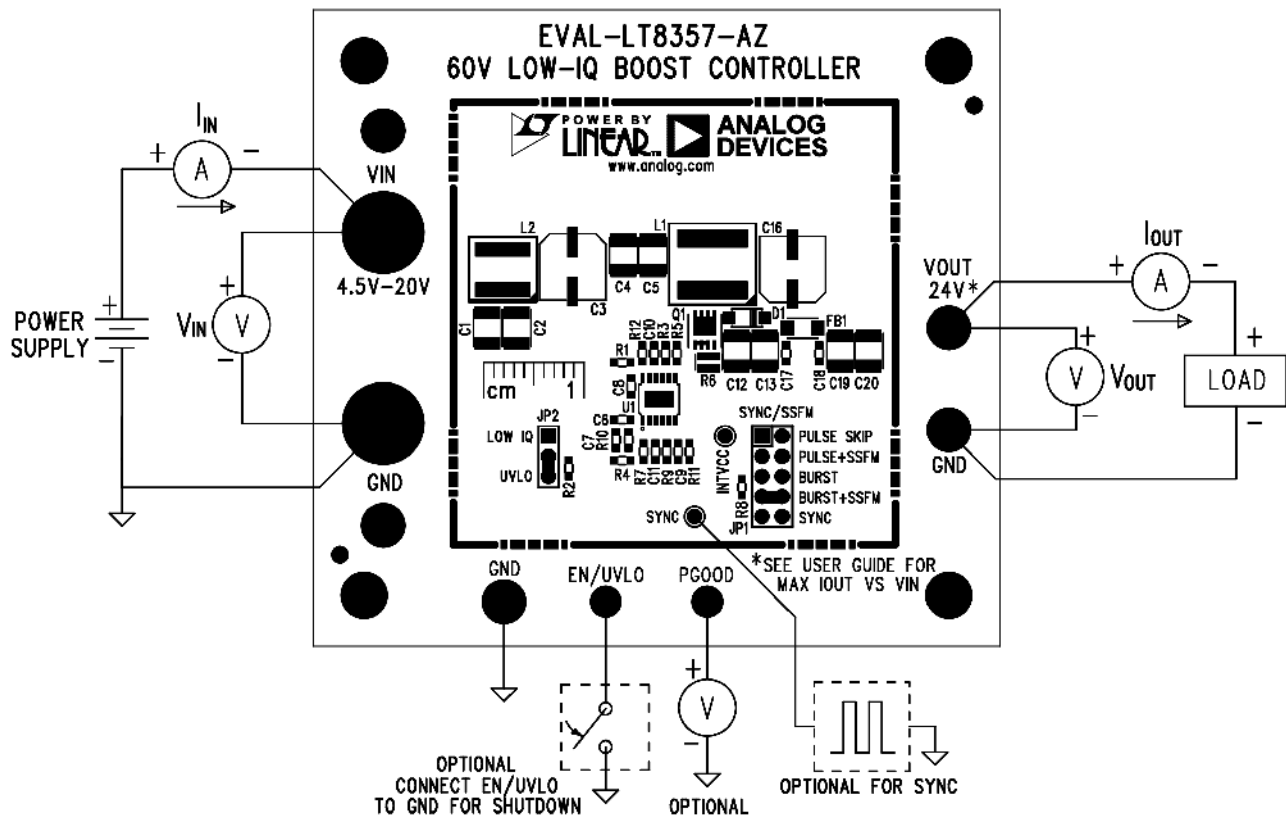 EVAL-LT8357-AZ
60V LOW-IQ BOOST CONTROLLER
POWER BY
LINEAR™
ANALOG
DEVICES
www.analog.com
IIN
+ A -
VIN
4.5V-20V
POWER
SUPPLY
+
-
VIN
+
V
-
GND
L2
C3
C4
C5
L1
C16
C1
C2
Q1
D1
FB1
R12
C10
R3
R5
R1
R6
C12
C13
C17
C18
C19
C20
cm 1
C8
U1
C6
C7
R10
R4
R7
C11
R9
C9
R11
JP2
LOW IQ
UVLO
R2
INTVCC
SYNC
SYNC/SSFM
PULSE SKIP
PULSE+SSFM
BURST
BURST+SSFM
SYNC
R8
JP1
*SEE USER GUIDE FOR
MAX IOUT VS VIN
VOUT
24V*
GND
IOUT
+ A -
+
V
-
VOUT
+
LOAD
-
GND
EN/UVLO
PGOOD
OPTIONAL
CONNECT EN/UVLO
TO GND FOR SHUTDOWN
+
V
-
OPTIONAL
OPTIONAL FOR SYNC